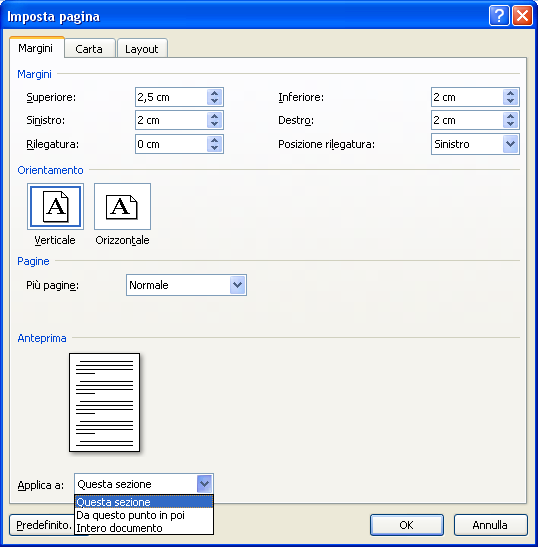 Imposta pagina
Margini Carta Layout
Margini
Superiore: 2,5 cm Inferiore: 2 cm
Sinistro: 2 cm Destro: 2 cm
Rilegatura: 0 cm Posizione rilegatura: Sinistro
Orientamento
A A
Verticale Orizzontale
Pagine
Più pagine: Normale
Anteprima
Applica a: Questa sezione
Questa sezione
Da questo punto in poi
Intero documento
Predefinito. OK Annulla